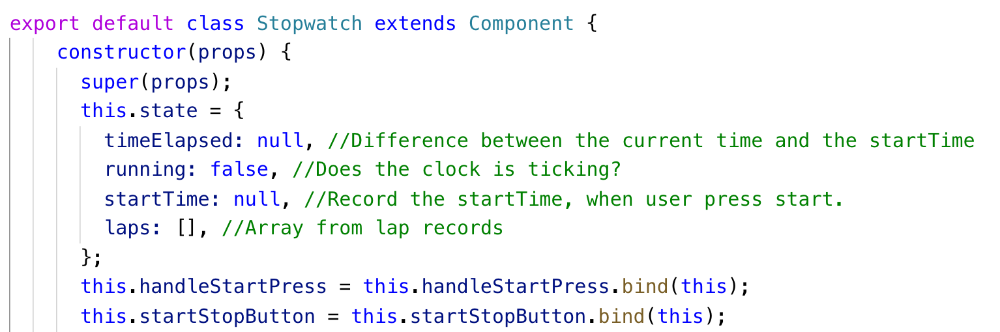 export default class Stopwatch extends Component {
constructor(props) {
super(props);
this.state = {
timeElapsed: null, //Difference between the current time and the startTime
running: false, //Does the clock is ticking?
startTime: null, //Record the startTime, when user press start.
laps: [], //Array from lap records
};
this.handleStartPress = this.handleStartPress.bind(this);
this.startStopButton = this.startStopButton.bind(this);